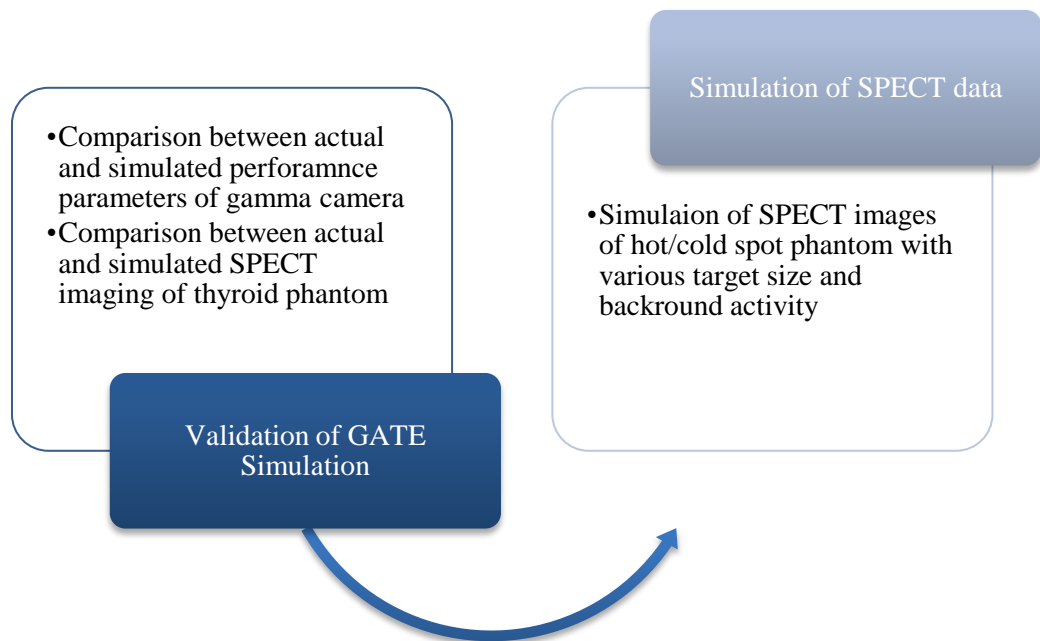 •Comparison between actual
and simulated perforamnce
parameters of gamma camera
•Comparison between actual
and simulated SPECT
imaging of thyroid phantom
Validation of GATE
Simulation
Simulation of SPECT data
•Simulaion of SPECT images
of hot/cold spot phantom with
various target size and
backround activity